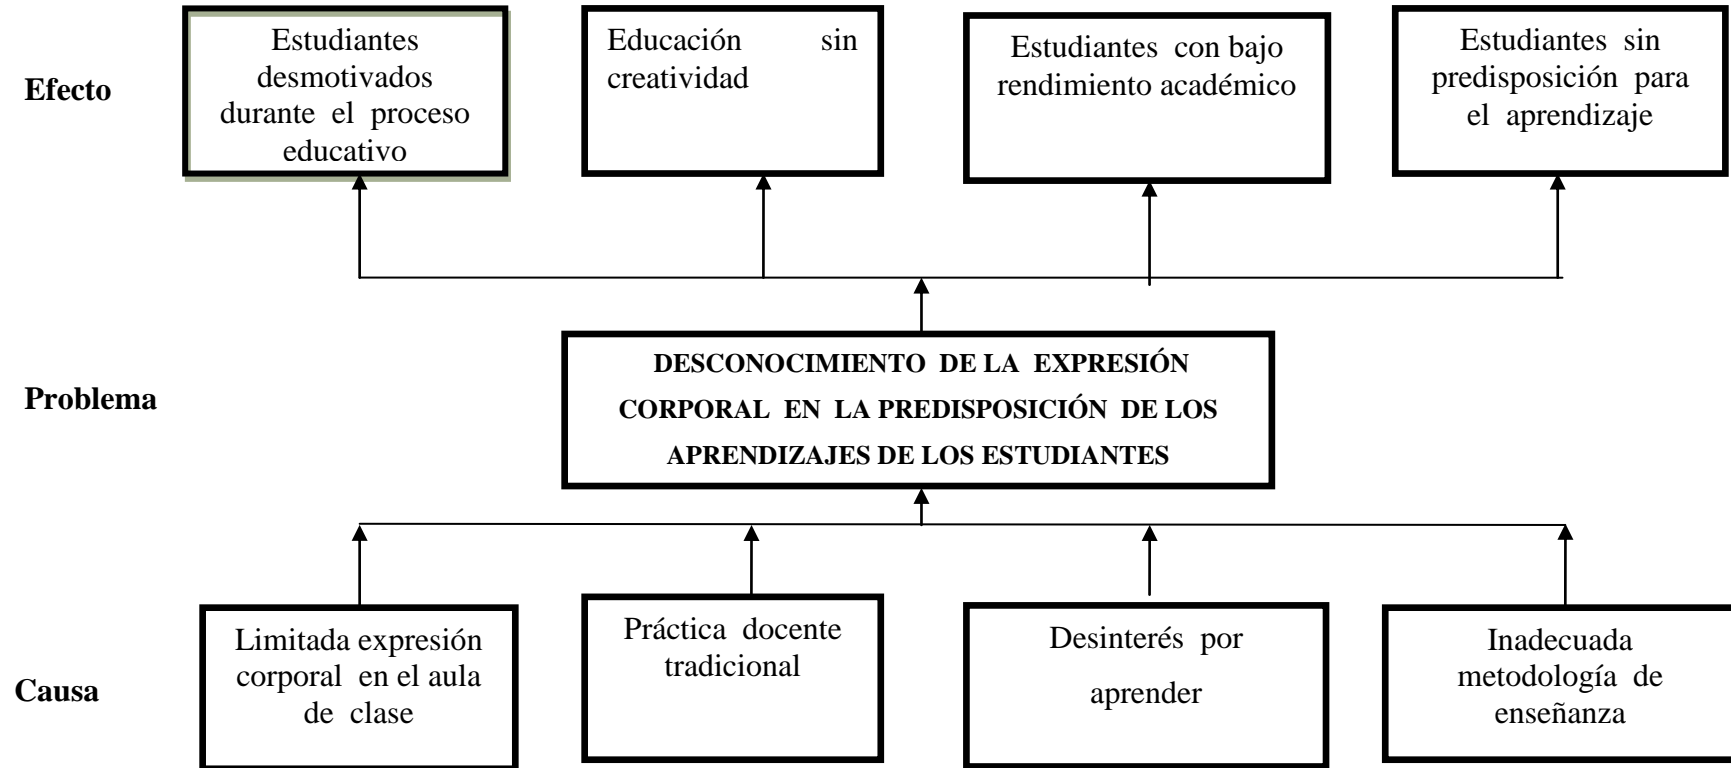 Efecto
Estudiantes
desmotivados
durante el proceso
educativo
Educación sin
creatividad
Estudiantes con bajo
rendimiento académico
Estudiantes sin
predisposición para
el aprendizaje
Problema
DESCONOCIMIENTO DE LA EXPRESIÓN
CORPORAL EN LA PREDISPOSICIÓN DE LOS
APRENDIZAJES DE LOS ESTUDIANTES
Causa
Limitada expresión
corporal en el aula
de clase
Práctica docente
tradicional
Desinterés por
aprender
Inadecuada
metodología de
enseñanza